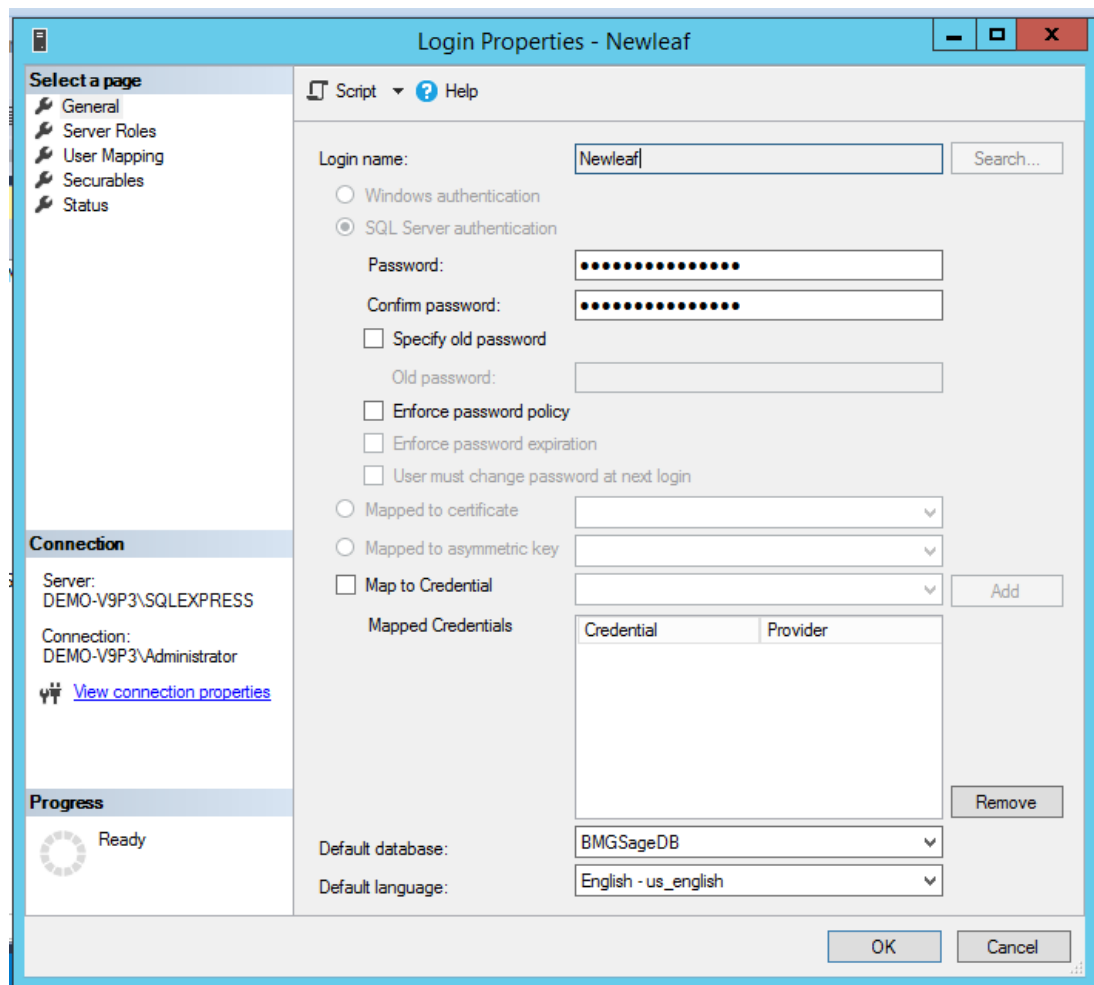 Login Properties - Newleaf
Select a page
General
Server Roles
User Mapping
Securables
Status
Script Help
Login name: Newleaf Search...
Windows authentication
SQL Server authentication
Password: ●●●●●●●●●●●●●●●
Confirm password: ●●●●●●●●●●●●●●●
Specify old password
Old password:
Enforce password policy
Enforce password expiration
User must change password at next login
Mapped to certificate
Mapped to asymmetric key
Map to Credential Add
Mapped Credentials Credential Provider
Remove
Default database: BMGSageDB
Default language: English - us_english
Connection
Server:
DEMO-V9P3\SQLEXPRESS
Connection:
DEMO-V9P3\Administrator
View connection properties
Progress
Ready
OK Cancel